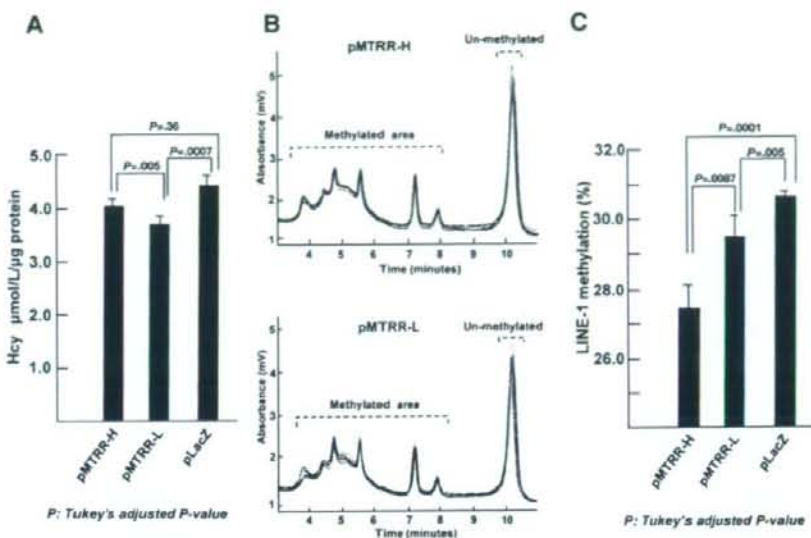 A
P=.36
P=.0007
P=.005
5.0
4.0
3.0
2.0
1.0
Hcy µmol/L/µg protein
pMTRR-H
pMTRR-L
pLacZ
P: Tukey's adjusted P-value
B
pMTRR-H
Un-methylated
Methylated area
5
4
3
2
1
Absorbance (mV)
4 5 6 7 8 10
Time (minutes)
pMTRR-L
Un-methylated
Methylated area
5
4
3
2
1
Absorbance (mV)
4 5 6 7 8 10
Time (minutes)
C
P=.0001
P=.005
P=.0087
32.0
30.0
28.0
26.0
LINE-1 methylation (%)
pMTRR-H
pMTRR-L
pLacZ
P: Tukey's adjusted P-value